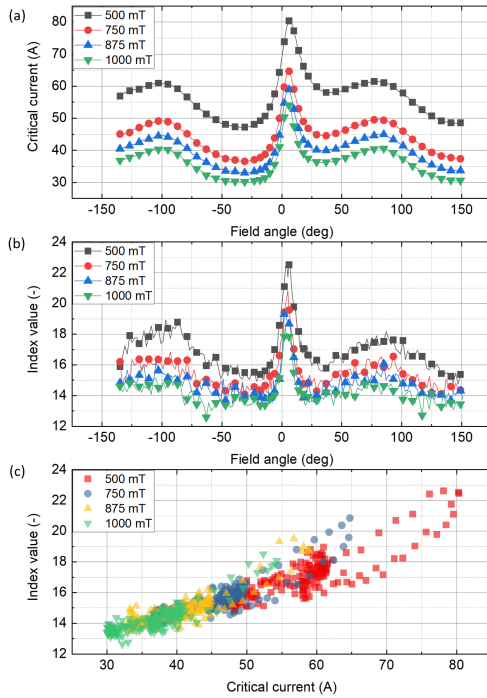 (a)
500 mT
750 mT
875 mT
1000 mT
Critical current (A)
80
70
60
50
40
30
-150 -100 -50 0 50 100 150
Field angle (deg)
(b)
500 mT
750 mT
875 mT
1000 mT
Index value (-)
24
22
20
18
16
14
12
-150 -100 -50 0 50 100 150
Field angle (deg)
(c)
500 mT
750 mT
875 mT
1000 mT
Index value (-)
24
22
20
18
16
14
12
30 40 50 60 70 80
Critical current (A)